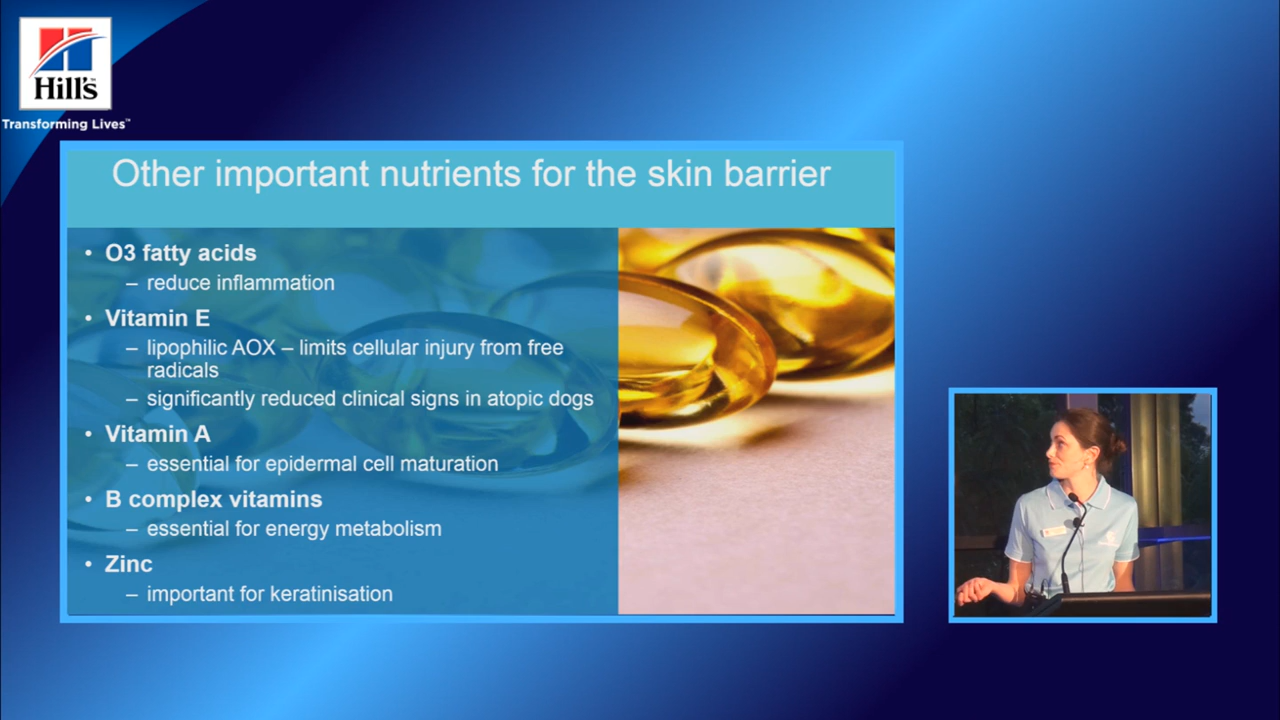 Hill's
Transforming Lives™
Other important nutrients for the skin barrier
• O3 fatty acids
– reduce inflammation
• Vitamin E
– lipophilic AOX – limits cellular injury from free
radicals
– significantly reduced clinical signs in atopic dogs
• Vitamin A
– essential for epidermal cell maturation
• B complex vitamins
– essential for energy metabolism
• Zinc
– important for keratinisation